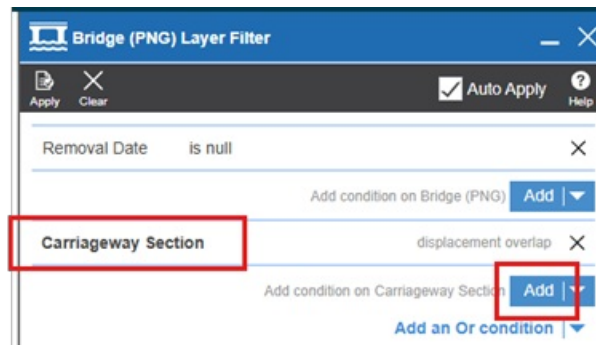 Bridge (PNG) Layer Filter
Apply Clear Auto Apply Help
Removal Date is null
Add condition on Bridge (PNG) Add
Carriageway Section displacement overlap
Add condition on Carriageway Section Add
Add an Or condition